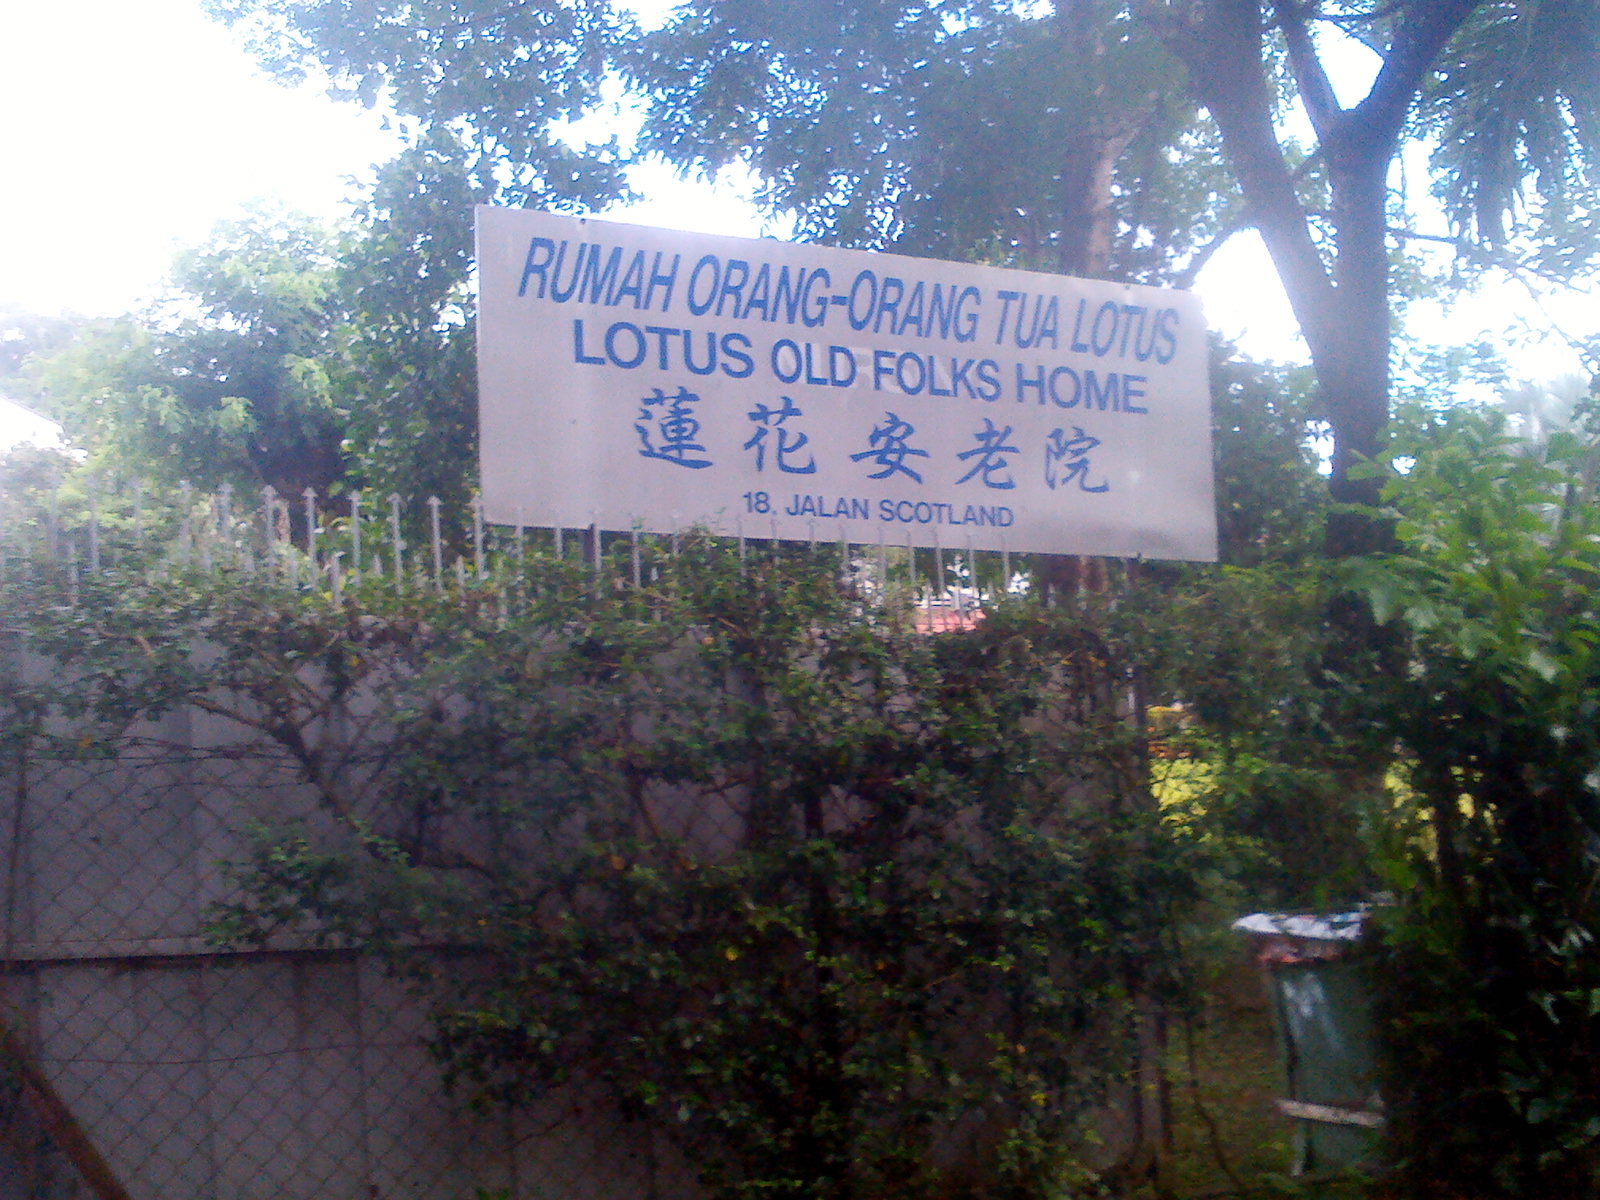 RUMAH ORANG-ORANG TUA LOTUS
LOTUS OLD FOLKS HOME
蓮花安老院
18. JALAN SCOTLAND